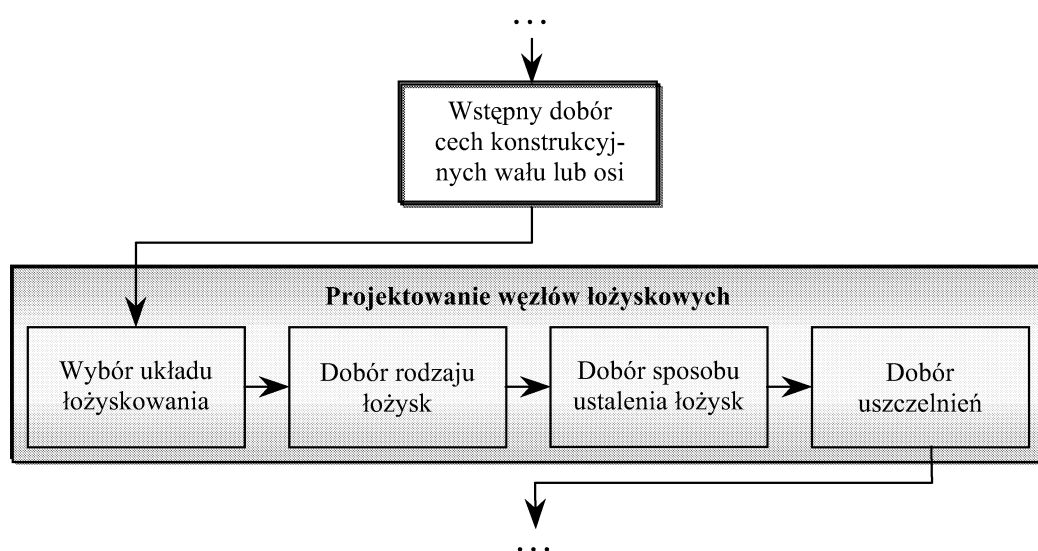 ...
Wstępny dobór
cech konstrukcyj-
nych wału lub osi
Projektowanie węzłów łożyskowych
Wybór układu
łożyskowania
Dobór rodzaju
łożysk
Dobór sposobu
ustalenia łożysk
Dobór
uszczelnień
...